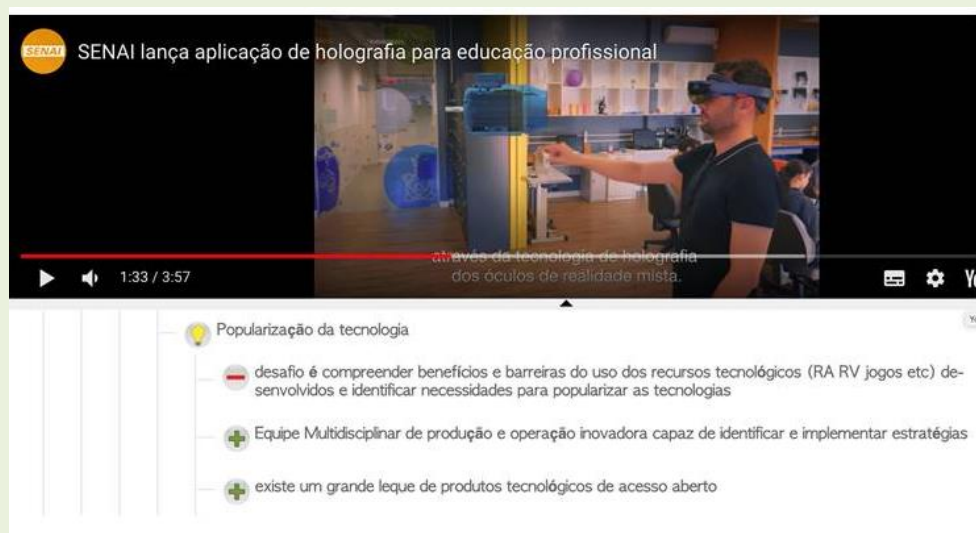 SENAI
SENAI lança aplicação de holografia para educação profissional
através da tecnologia de holografia
dos óculos de realidade mista.
1:33 / 3:57
Popularização da tecnologia
desafio é compreender benefícios e barreiras do uso dos recursos tecnológicos (RA RV jogos etc) de-
senvolvidos e identificar necessidades para popularizar as tecnologias
Equipe Multidisciplinar de produção e operação inovadora capaz de identificar e implementar estratégias
existe um grande leque de produtos tecnológicos de acesso aberto